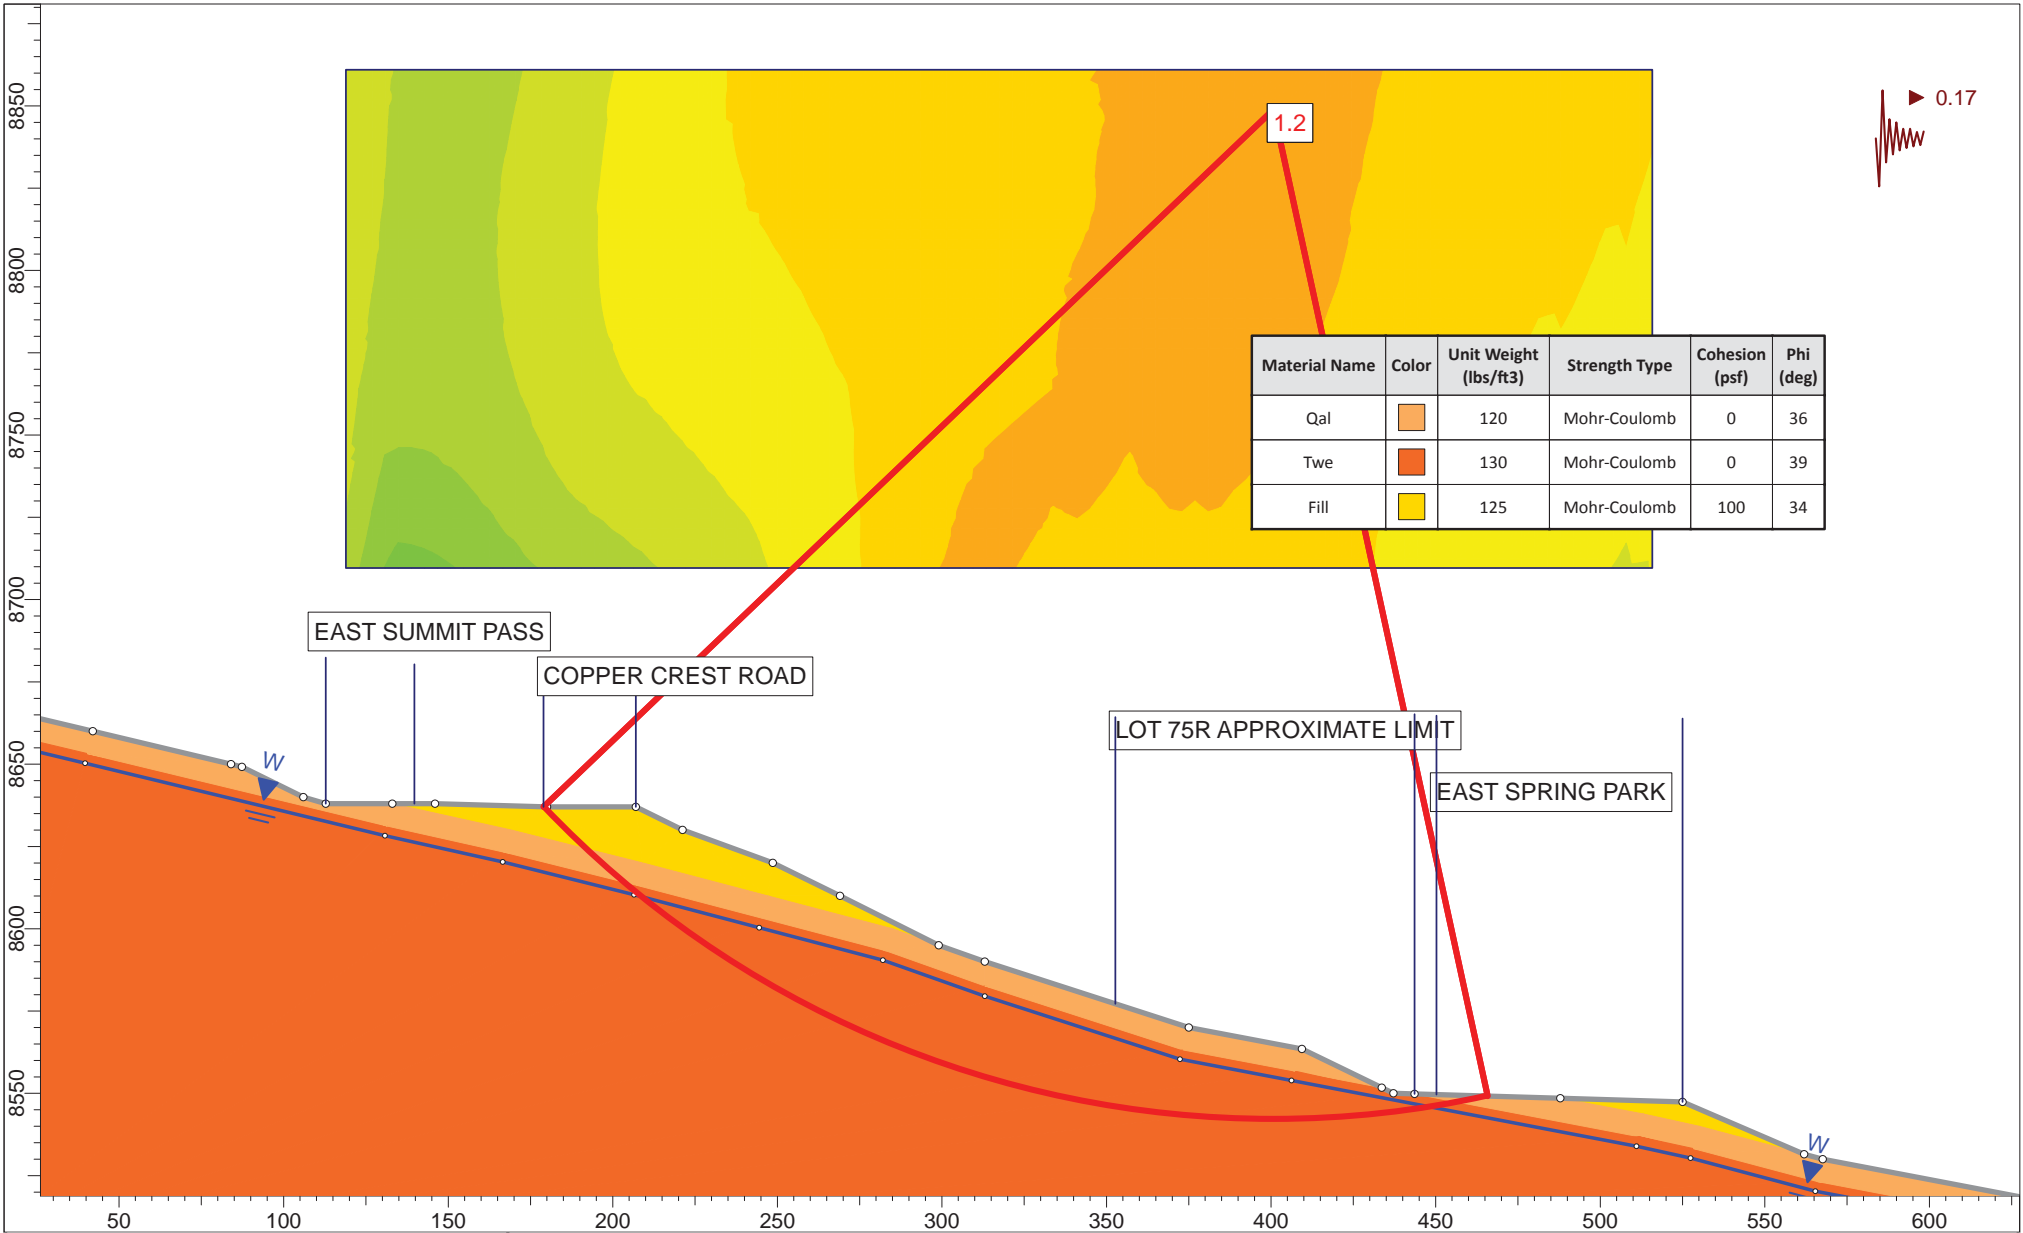 8850
8800
8750
8700
8650
8600
8550
0.17
1.2
Material Name Color Unit Weight (lbs/ft3) Strength Type Cohesion (psf) Phi (deg)
Qal 120 Mohr-Coulomb 0 36
Twe 130 Mohr-Coulomb 0 39
Fill 125 Mohr-Coulomb 100 34
EAST SUMMIT PASS
COPPER CREST ROAD
LOT 75R APPROXIMATE LIMIT
EAST SPRING PARK
W
W
50 100 150 200 250 300 350 400 450 500 550 600